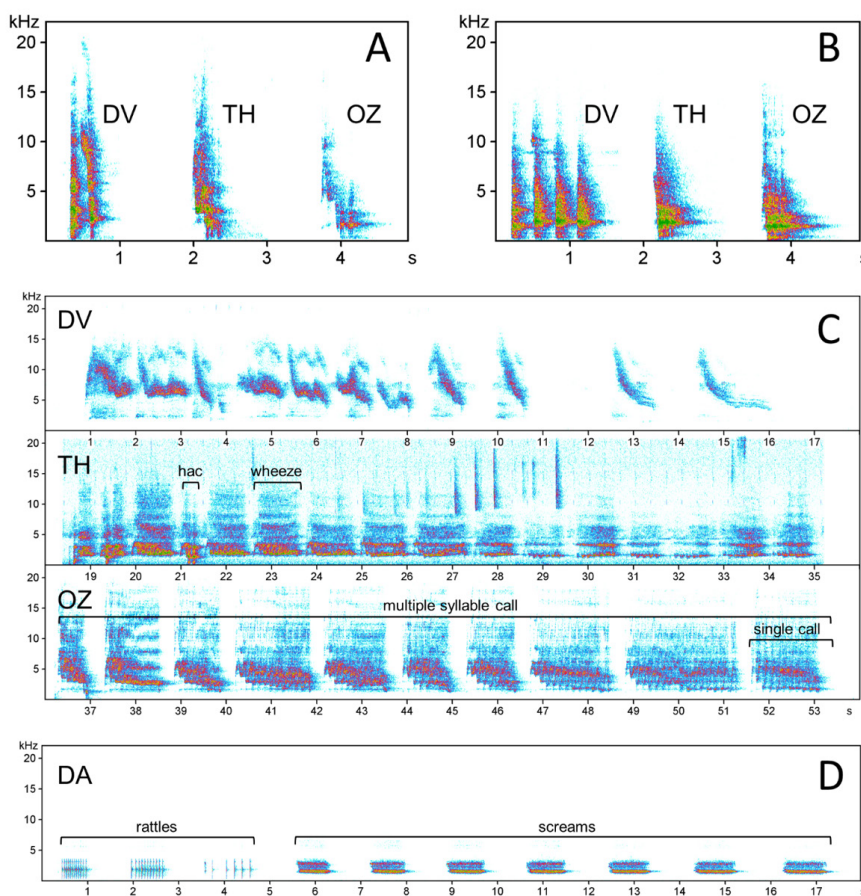 kHz
20
15
10
5
1
2
3
4
s
DV
TH
OZ
A
kHz
20
15
10
5
1
2
3
4
s
DV
TH
OZ
B
kHz
20
15
10
5
DV
C
1 2 3 4 5 6 7 8 9 10 11 12 13 14 15 16 17
20
15
10
5
TH
hac
wheeze
19 20 21 22 23 24 25 26 27 28 29 30 31 32 33 34 35
20
15
10
5
OZ
multiple syllable call
single call
37 38 39 40 41 42 43 44 45 46 47 48 49 50 51 52 53 s
kHz
20
15
10
5
DA
D
rattles
screams
1 2 3 4 5 6 7 8 9 10 11 12 13 14 15 16 17